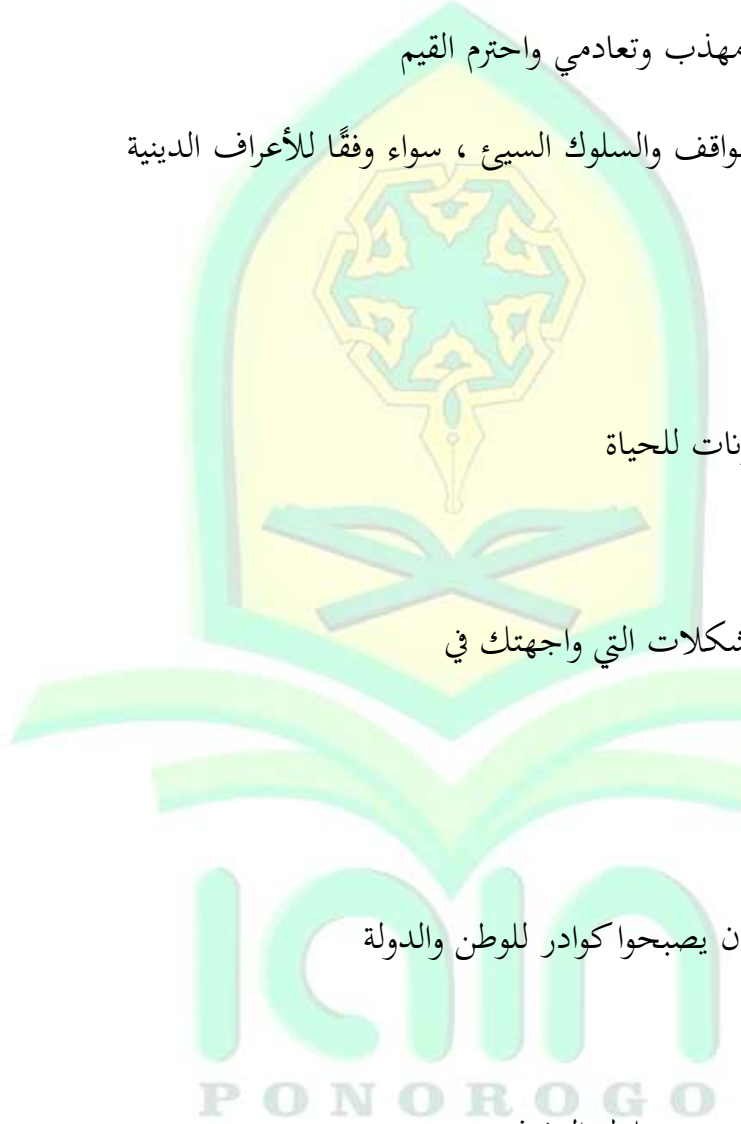 مهذب وتعادمي واحترم القيم
واقف والسلوك السيئ ، سواء وفقًا للأعراف الدينية
نات للحياة
شكلات التي واجهتك في
ن يصبحوا كوادر للوطن والدولة
PONOROGO